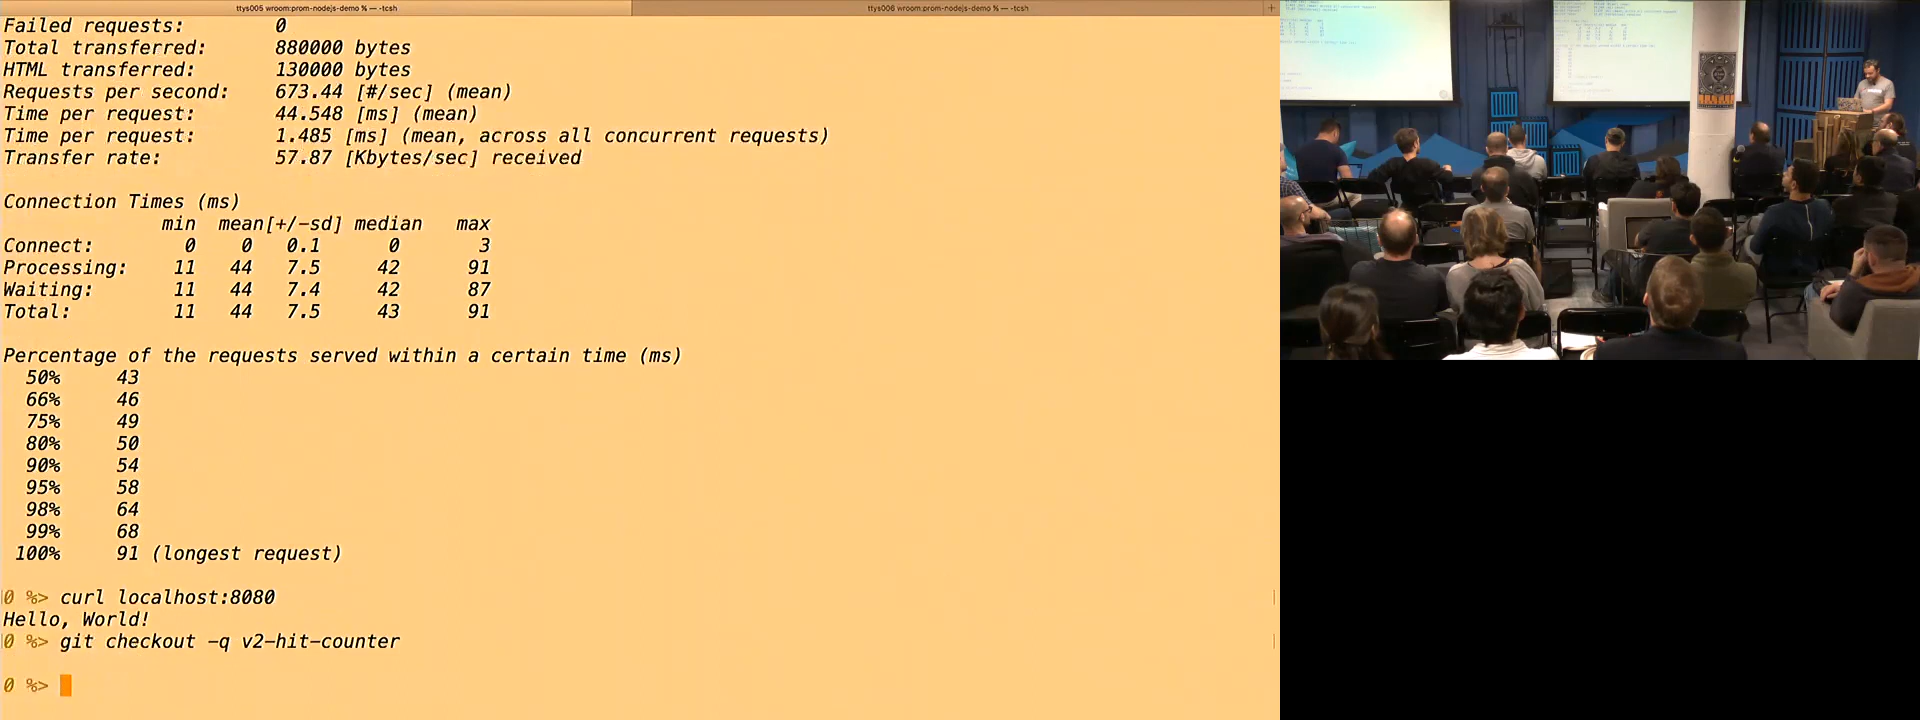 ttys005 wroom:prom-nodejs-demo % — -tcsh
ttys006 wroom:prom-nodejs-demo % — -tcsh
+
Failed requests: 0
Total transferred: 880000 bytes
HTML transferred: 130000 bytes
Requests per second: 673.44 [#/sec] (mean)
Time per request: 44.548 [ms] (mean)
Time per request: 1.485 [ms] (mean, across all concurrent requests)
Transfer rate: 57.87 [Kbytes/sec] received
Connection Times (ms)
min mean[+/-sd] median max
Connect: 0 0 0.1 0 3
Processing: 11 44 7.5 42 91
Waiting: 11 44 7.4 42 87
Total: 11 44 7.5 43 91
Percentage of the requests served within a certain time (ms)
50% 43
66% 46
75% 49
80% 50
90% 54
95% 58
98% 64
99% 68
100% 91 (longest request)
0 %> curl localhost:8080
Hello, World!
0 %> git checkout -q v2-hit-counter
0 %>